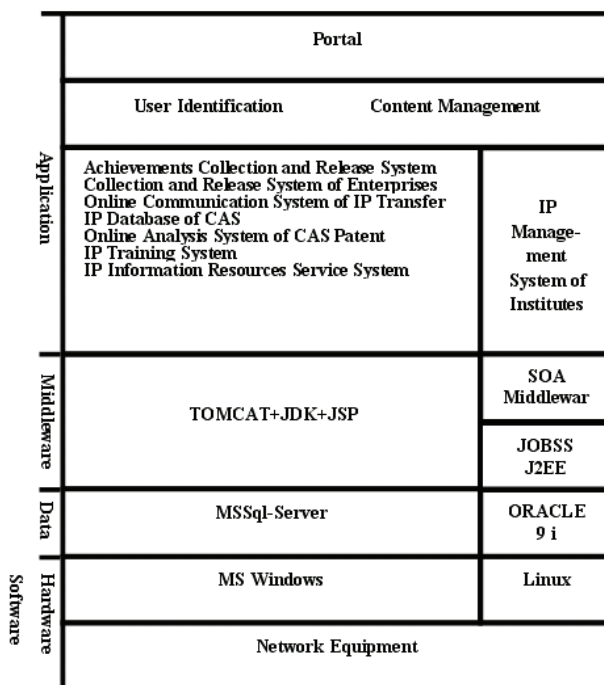 Portal
User Identification Content Management
Application
Achievements Collection and Release System
Collection and Release System of Enterprises
Online Communication System of IP Transfer
IP Database of CAS
Online Analysis System of CAS Patent
IP Training System
IP Information Resources Service System
IP
Manage-
ment
System of
Institutes
Middleware
TOMCAT+JDK+JSP
SOA
Middlewar
JOBSS
J2EE
Data
MSSql-Server
ORACLE
9 i
Hardware
Software
MS Windows
Linux
Network Equipment